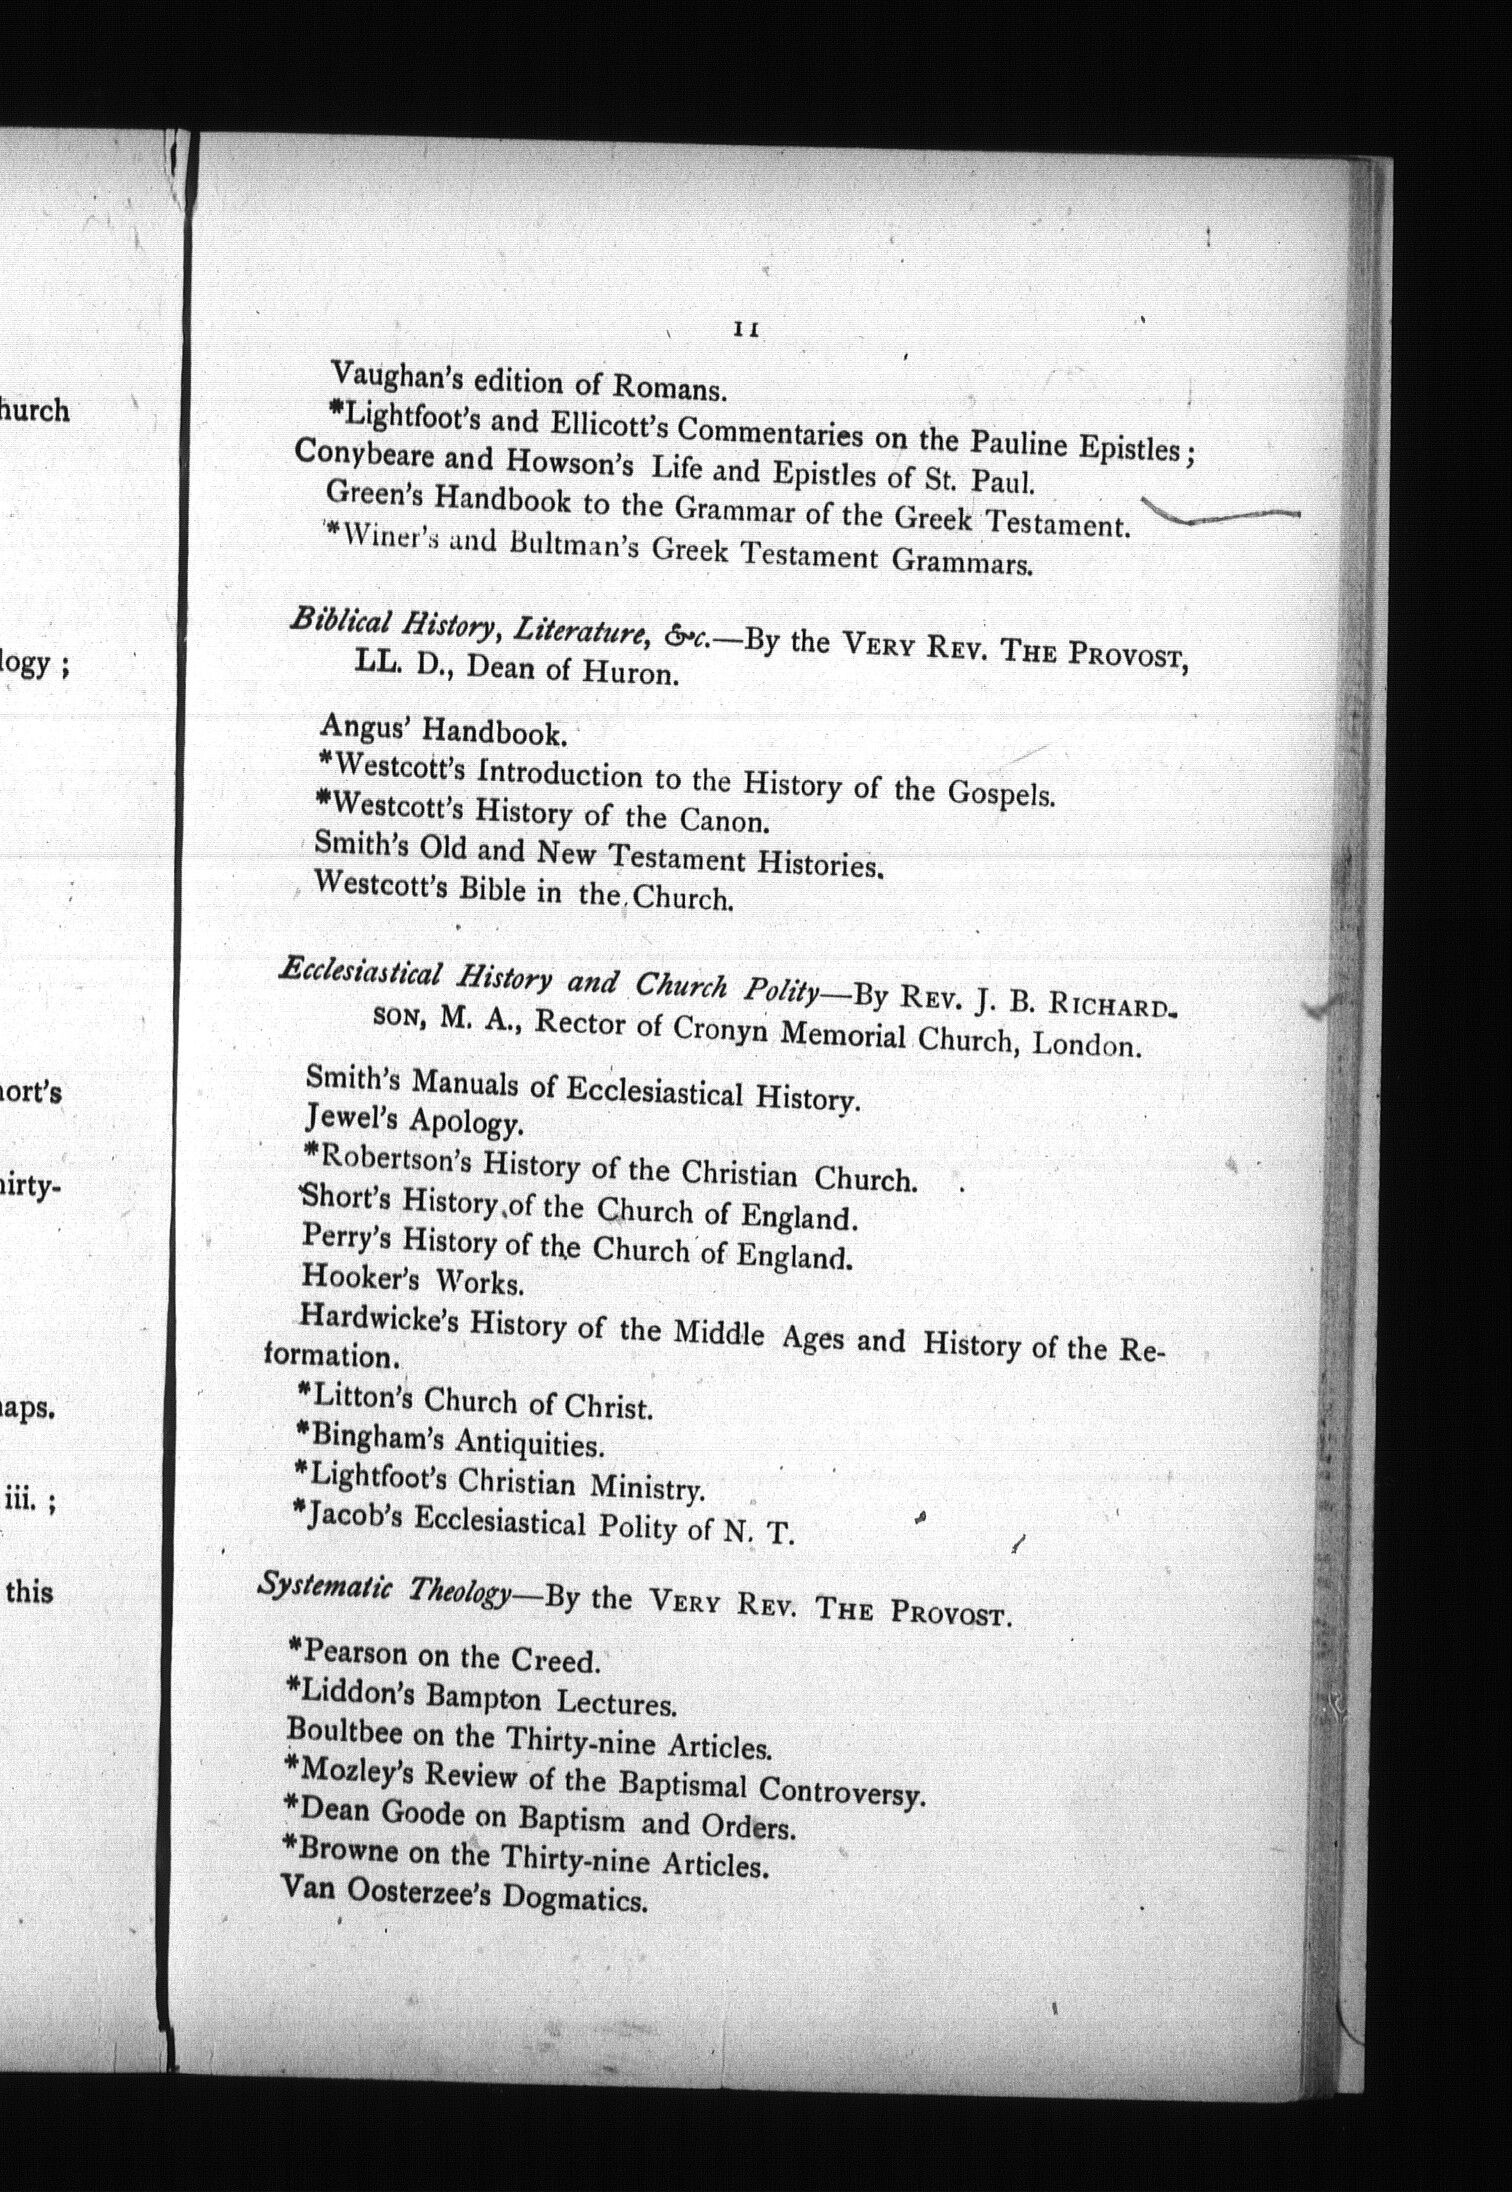 hurch
logy ;
ort's
irty-
aps.
iii. ;
this
11
Vaughan's edition of Romans.
*Lightfoot's and Ellicott's Commentaries on the Pauline Epistles ;
Conybeare and Howson's Life and Epistles of St. Paul.
Green's Handbook to the Grammar of the Greek Testament.
*Winer's and Bultman's Greek Testament Grammars.
Biblical History, Literature, &c.—By the VERY REV. THE PROVOST,
LL. D., Dean of Huron.
Angus' Handbook.
*Westcott's Introduction to the History of the Gospels.
*Westcott's History of the Canon.
Smith's Old and New Testament Histories.
Westcott's Bible in the Church.
Ecclesiastical History and Church Polity—By REV. J. B. RICHARD-
SON, M. A., Rector of Cronyn Memorial Church, London.
Smith's Manuals of Ecclesiastical History.
Jewel's Apology.
*Robertson's History of the Christian Church.
Short's History of the Church of England.
Perry's History of the Church of England.
Hooker's Works.
Hardwicke's History of the Middle Ages and History of the Re-
formation.
*Litton's Church of Christ.
*Bingham's Antiquities.
*Lightfoot's Christian Ministry.
*Jacob's Ecclesiastical Polity of N. T.
Systematic Theology—By the VERY REV. THE PROVOST.
*Pearson on the Creed.
*Liddon's Bampton Lectures.
Boultbee on the Thirty-nine Articles.
*Mozley's Review of the Baptismal Controversy.
*Dean Goode on Baptism and Orders.
*Browne on the Thirty-nine Articles.
Van Oosterzee's Dogmatics.